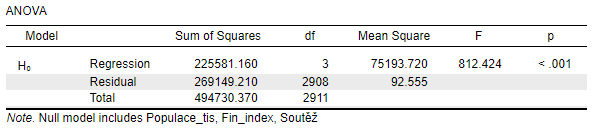 ANOVA
Model Sum of Squares df Mean Square F p
H₀ Regression 225581.160 3 75193.720 812.424 < .001
Residual 269149.210 2908 92.555
Total 494730.370 2911
Note. Null model includes Populace_tis, Fin_index, Soutěž